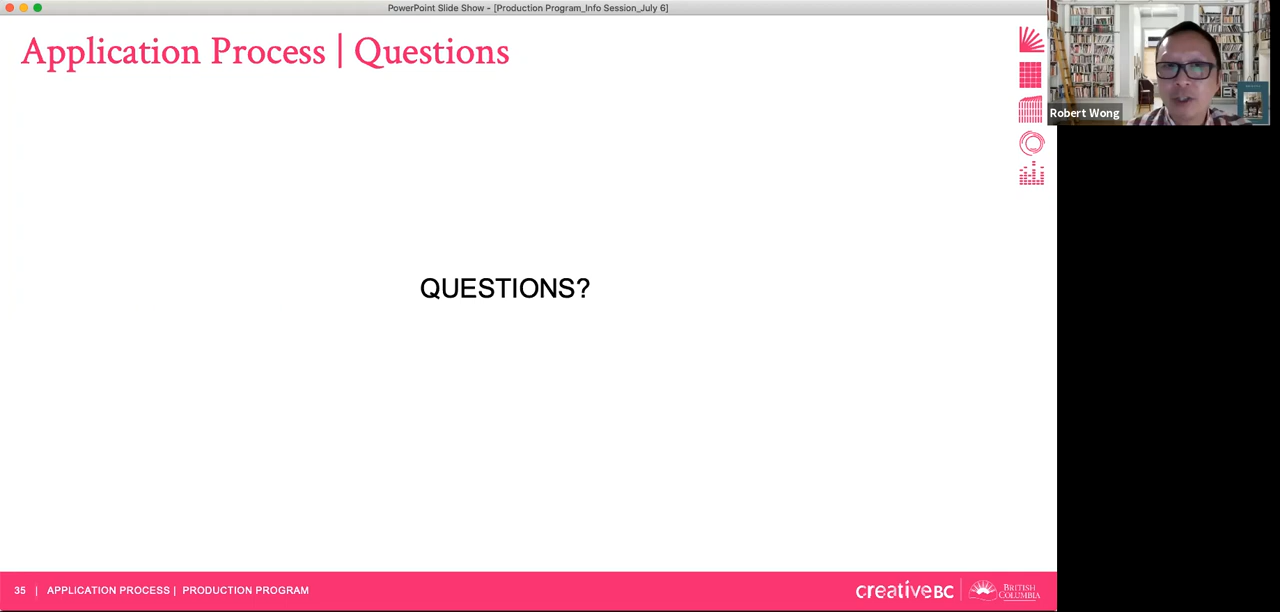 PowerPoint Slide Show - [Production Program_Info Session_July 6]
Application Process | Questions
Robert Wong
QUESTIONS?
35 | APPLICATION PROCESS | PRODUCTION PROGRAM
creativeBC
BRITISH
COLUMBIA